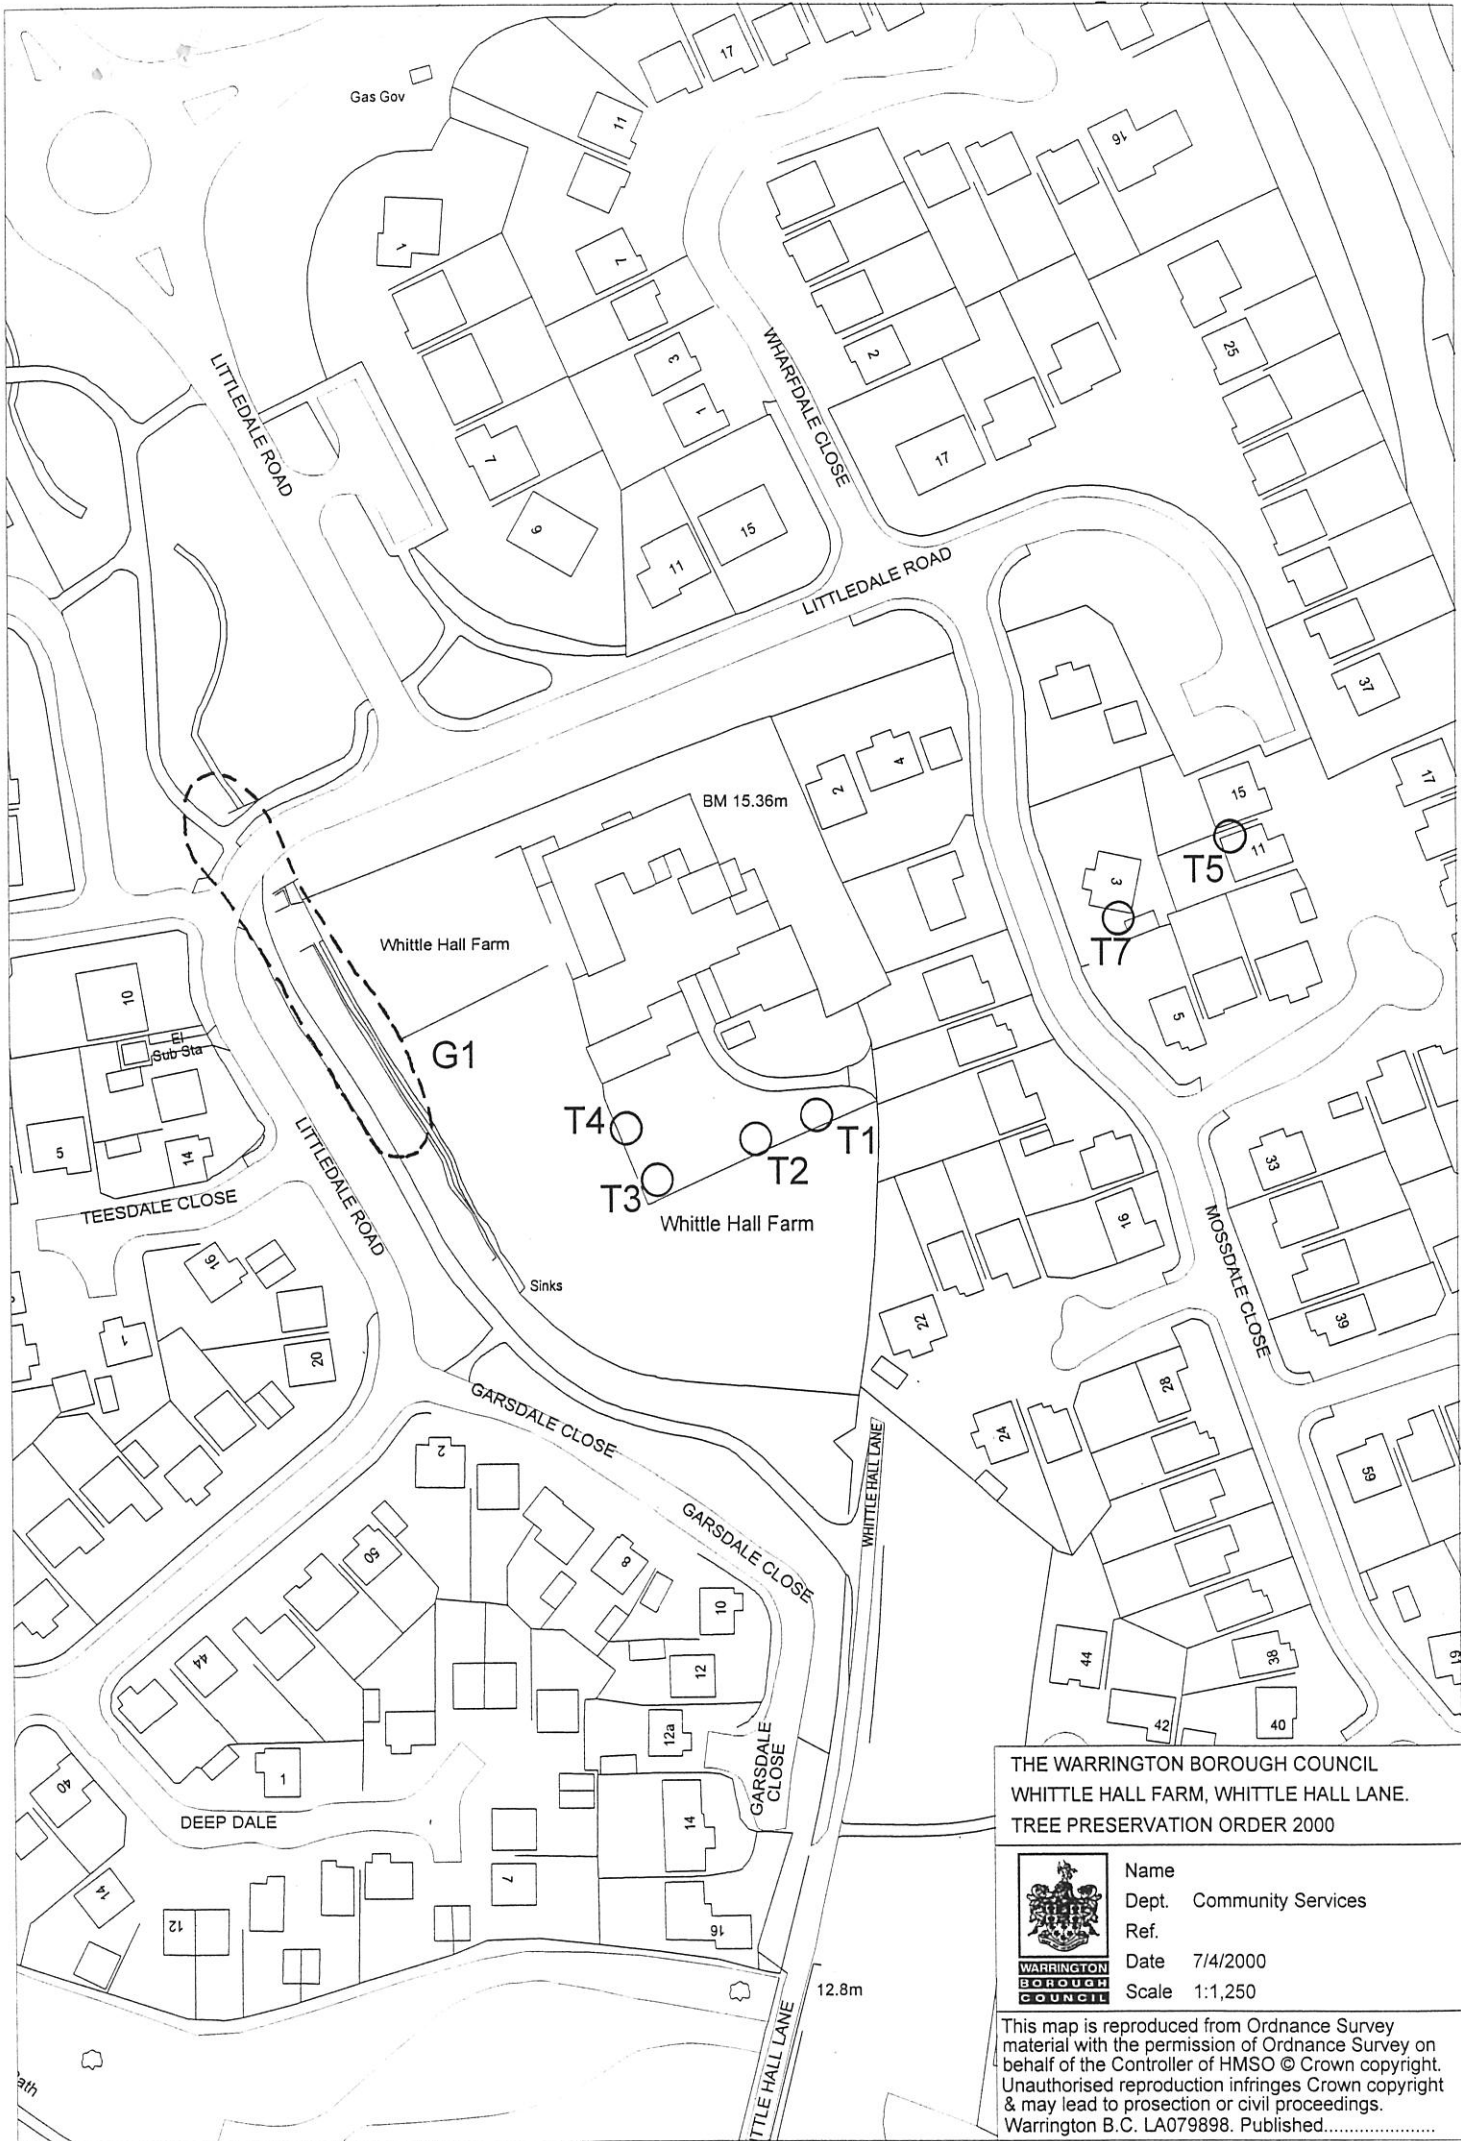 17
Gas Gov
11
16
1
7
25
2
3
WHARFDALE CLOSE
LITTLEDALE ROAD
1
7
17
9
15
11
LITTLEDALE ROAD
37
2
4
BM 15.36m
15
17
T5
11
3
T7
Whittle Hall Farm
10
El
Sub Sta
5
G1
T4
T1
T2
T3
Whittle Hall Farm
5
14
LITTLEDALE ROAD
TEESDALE CLOSE
33
16
MOSSDALE CLOSE
16
Sinks
22
39
1
20
28
GARSDALE CLOSE
24
2
WHITTLE HALL LANE
59
50
8
GARSDALE CLOSE
10
44
12
44
38
19
12a
42
40
GARSDALE
CLOSE
1
40
DEEP DALE
14
7
14
12
16
12.8m
TTLE HALL LANE
ath
THE WARRINGTON BOROUGH COUNCIL
WHITTLE HALL FARM, WHITTLE HALL LANE.
TREE PRESERVATION ORDER 2000
Name
Dept. Community Services
Ref.
Date 7/4/2000
Scale 1:1,250
WARRINGTON
BOROUGH
COUNCIL
This map is reproduced from Ordnance Survey
material with the permission of Ordnance Survey on
behalf of the Controller of HMSO © Crown copyright.
Unauthorised reproduction infringes Crown copyright
& may lead to prosection or civil proceedings.
Warrington B.C. LA079898. Published......................